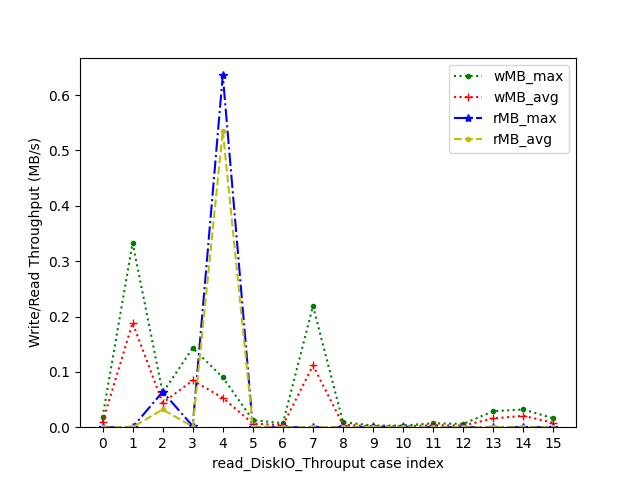 wMB_max
wMB_avg
rMB_max
rMB_avg
Write/Read Throughput (MB/s)
0.6
0.5
0.4
0.3
0.2
0.1
0.0
0 1 2 3 4 5 6 7 8 9 10 11 12 13 14 15
read_DiskIO_Throuput case index